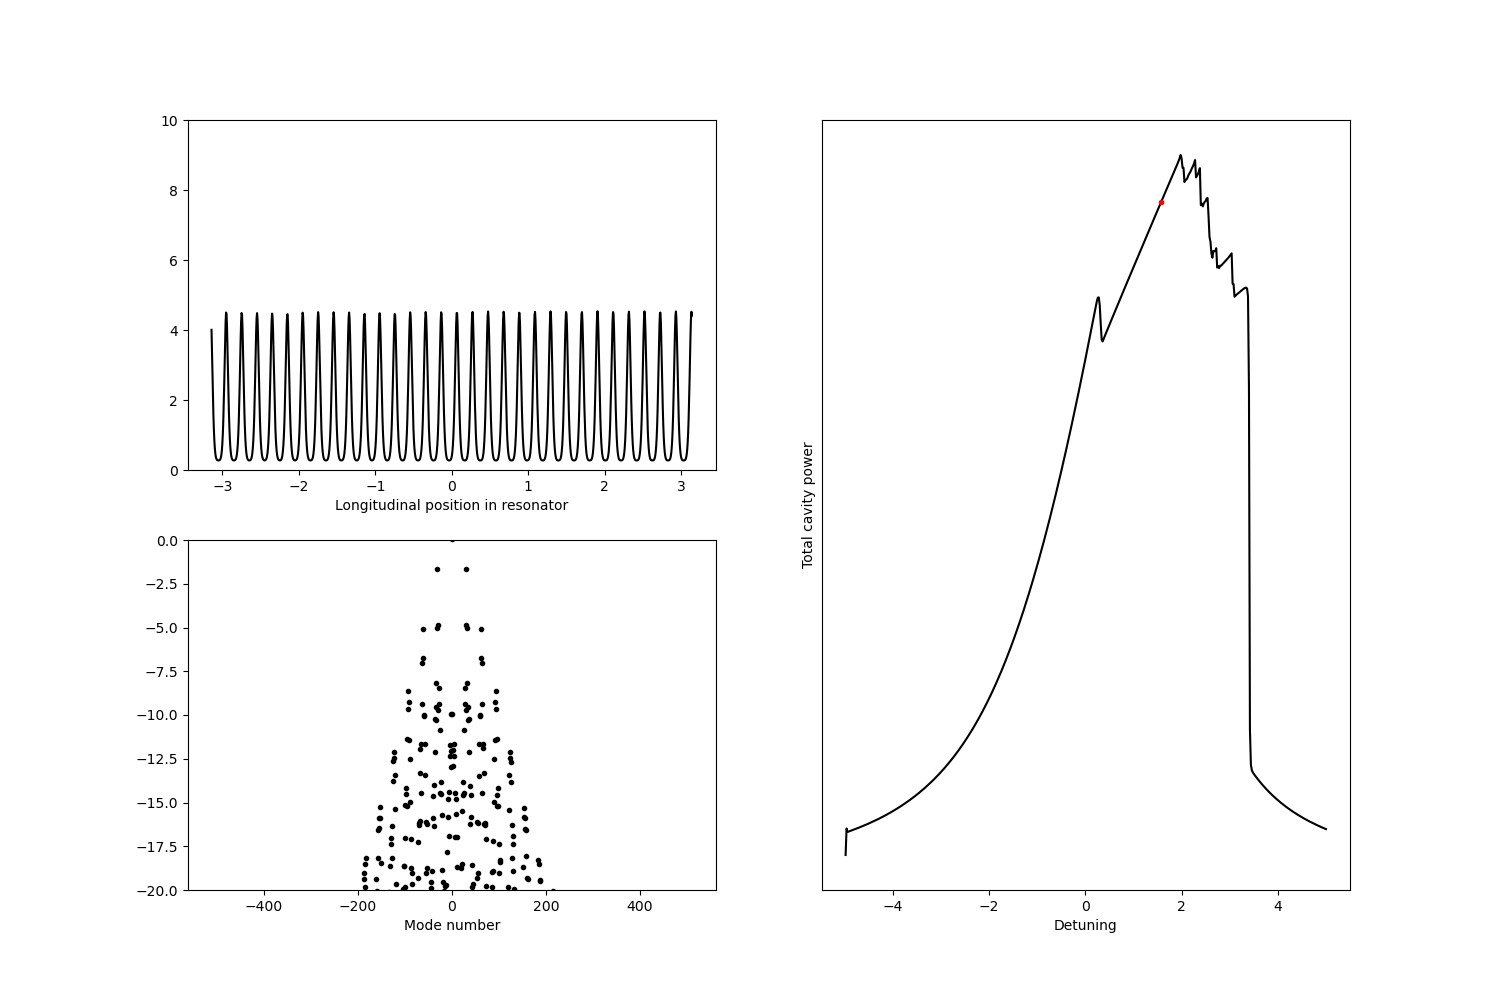 10
8
6
4
2
0
−3 −2 −1 0 1 2 3
Longitudinal position in resonator
0.0
−2.5
−5.0
−7.5
−10.0
−12.5
−15.0
−17.5
−20.0
−400 −200 0 200 400
Mode number
Total cavity power
−4 −2 0 2 4
Detuning